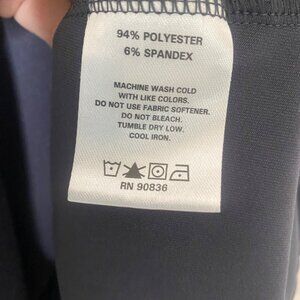 94% POLYESTER
6% SPANDEX
MACHINE WASH COLD
WITH LIKE COLORS.
DO NOT USE FABRIC SOFTENER.
DO NOT BLEACH.
TUMBLE DRY LOW.
COOL IRON.
RN 90836